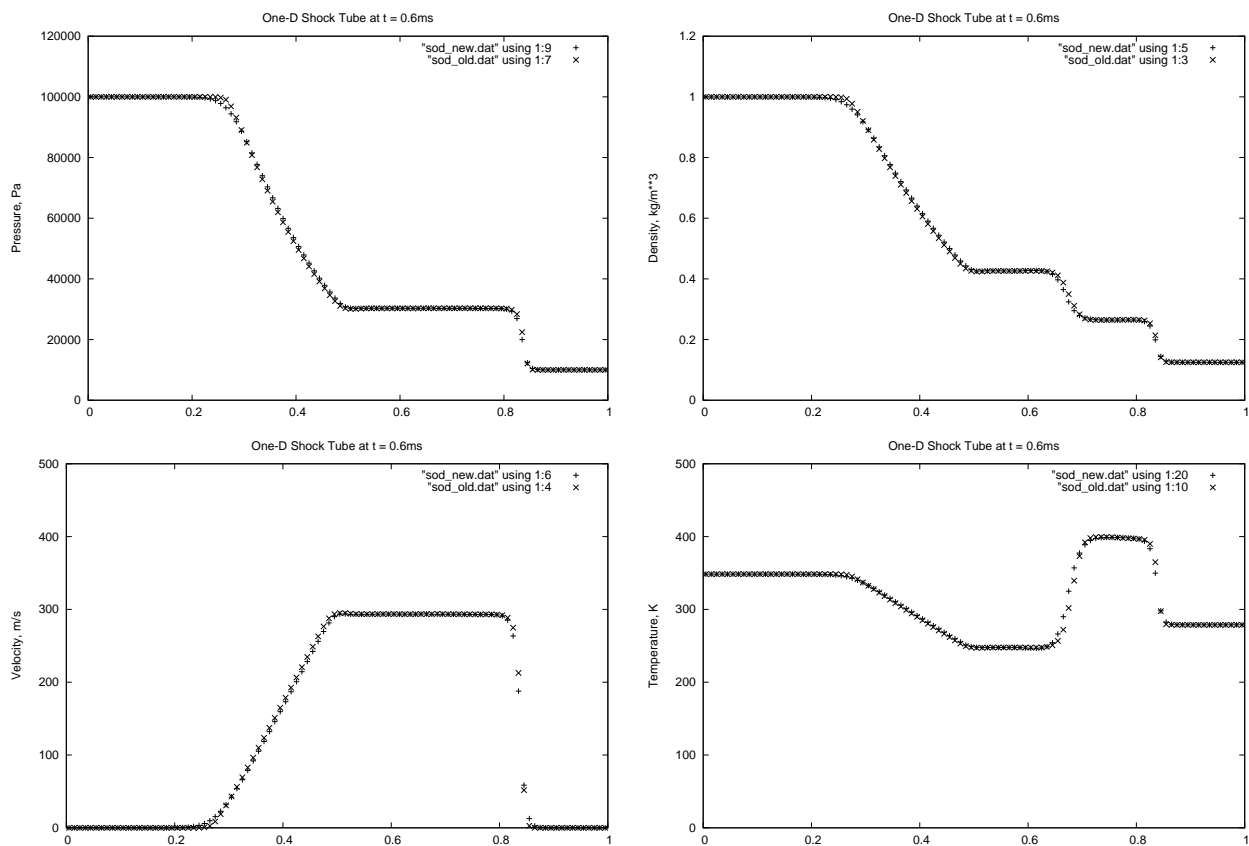 One-D Shock Tube at t = 0.6ms
"sod_new.dat" using 1:9
"sod_old.dat" using 1:7
120000
100000
80000
60000
40000
20000
0
Pressure, Pa
0 0.2 0.4 0.6 0.8 1
One-D Shock Tube at t = 0.6ms
"sod_new.dat" using 1:5
"sod_old.dat" using 1:3
1.2
1
0.8
0.6
0.4
0.2
0
Density, kg/m**3
0 0.2 0.4 0.6 0.8 1
One-D Shock Tube at t = 0.6ms
"sod_new.dat" using 1:6
"sod_old.dat" using 1:4
500
400
300
200
100
0
Velocity, m/s
0 0.2 0.4 0.6 0.8 1
One-D Shock Tube at t = 0.6ms
"sod_new.dat" using 1:20
"sod_old.dat" using 1:10
500
400
300
200
100
0
Temperature, K
0 0.2 0.4 0.6 0.8 1